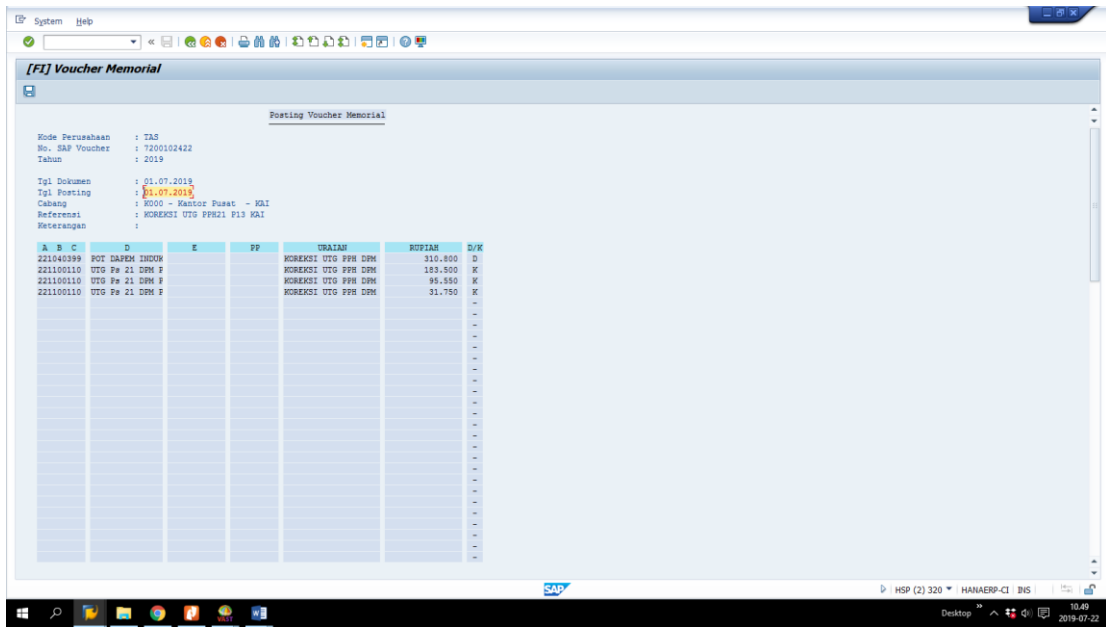 System Help
[FI] Voucher Memorial
Posting Voucher Memorial
Kode Perusahaan : TAS
No. SAP Voucher : 7200102422
Tahun : 2019
Tgl Dokumen : 01.07.2019
Tgl Posting : 01.07.2019
Cabang : K000 - Kantor Pusat - KAI
Referensi : KOREKSI UTG PPH21 P13 KAI
Keterangan :
A B C D E PP URAIAN RUPIAH D/K
221040399 POT DAPEM INDUK KOREKSI UTG PPH DPM 310.800 D
221100110 UTG Ps 21 DPM P KOREKSI UTG PPH DPM 183.500 K
221100110 UTG Ps 21 DPM P KOREKSI UTG PPH DPM 95.550 K
221100110 UTG Ps 21 DPM P KOREKSI UTG PPH DPM 31.750 K
SAP
HSP (2) 320 HANAERP-CI INS
Desktop 10.49
2019-07-22